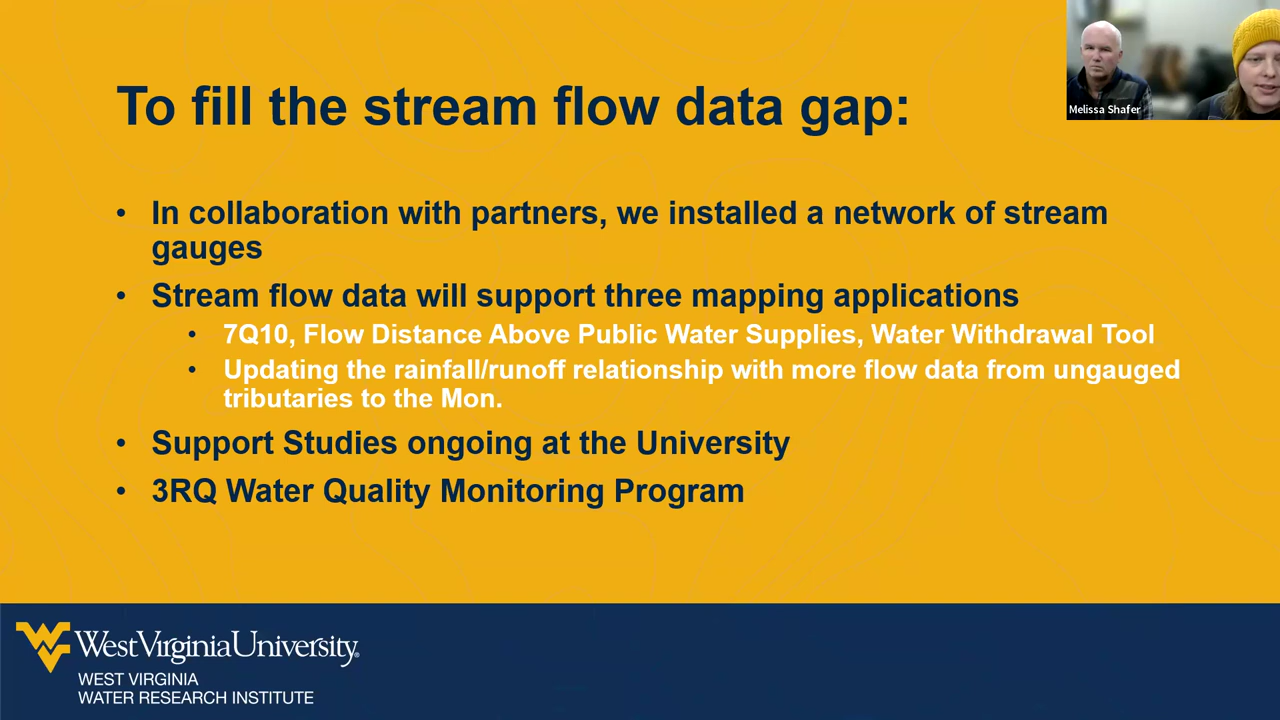 To fill the stream flow data gap:
Melissa Shafer
• In collaboration with partners, we installed a network of stream
gauges
• Stream flow data will support three mapping applications
• 7Q10, Flow Distance Above Public Water Supplies, Water Withdrawal Tool
• Updating the rainfall/runoff relationship with more flow data from ungauged
tributaries to the Mon.
• Support Studies ongoing at the University
• 3RQ Water Quality Monitoring Program
West Virginia University®
WEST VIRGINIA
WATER RESEARCH INSTITUTE